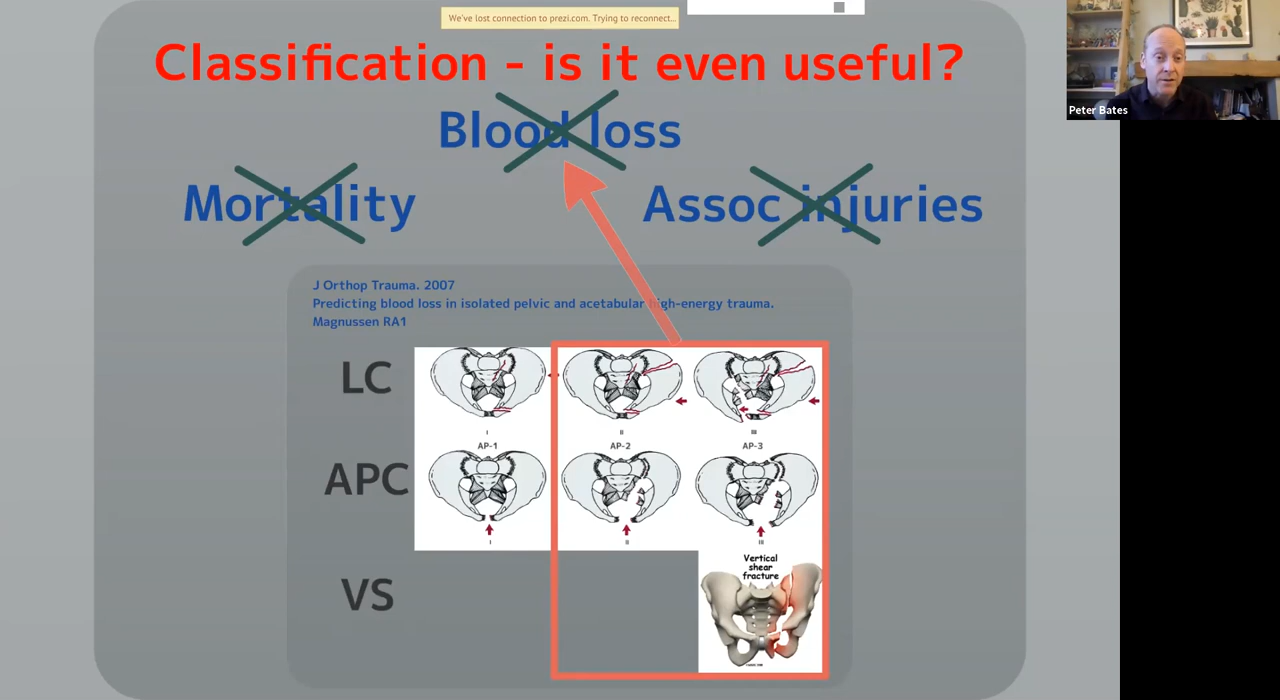 We've lost connection to prezi.com. Trying to reconnect...
Classification - is it even useful?
Blood loss
Mortality
Assoc injuries
J Orthop Trauma. 2007
Predicting blood loss in isolated pelvic and acetabular high-energy trauma.
Magnussen RA1
LC
I
II
III
AP-1
AP-2
AP-3
APC
I
II
III
VS
Vertical
shear
fracture
Peter Bates